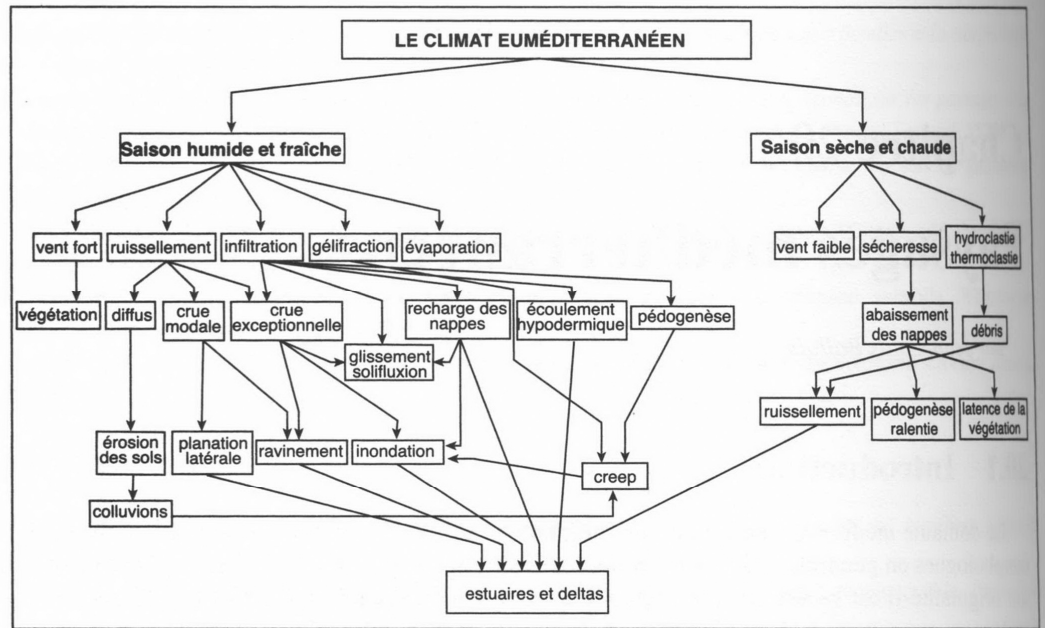 LE CLIMAT EUMÉDITERRANÉEN
Saison humide et fraîche
Saison sèche et chaude
vent fort
ruissellement
infiltration
gélifraction
évaporation
vent faible
sécheresse
hydroclastie
thermoclastie
végétation
diffus
crue
modale
crue
exceptionnelle
recharge des
nappes
écoulement
hypodermique
pédogenèse
abaissement
des nappes
débris
glissement
solifluxion
ruissellement
pédogenèse
ralentie
latence de la
végétation
érosion
des sols
planation
latérale
ravinement
inondation
creep
colluvions
estuaires et deltas